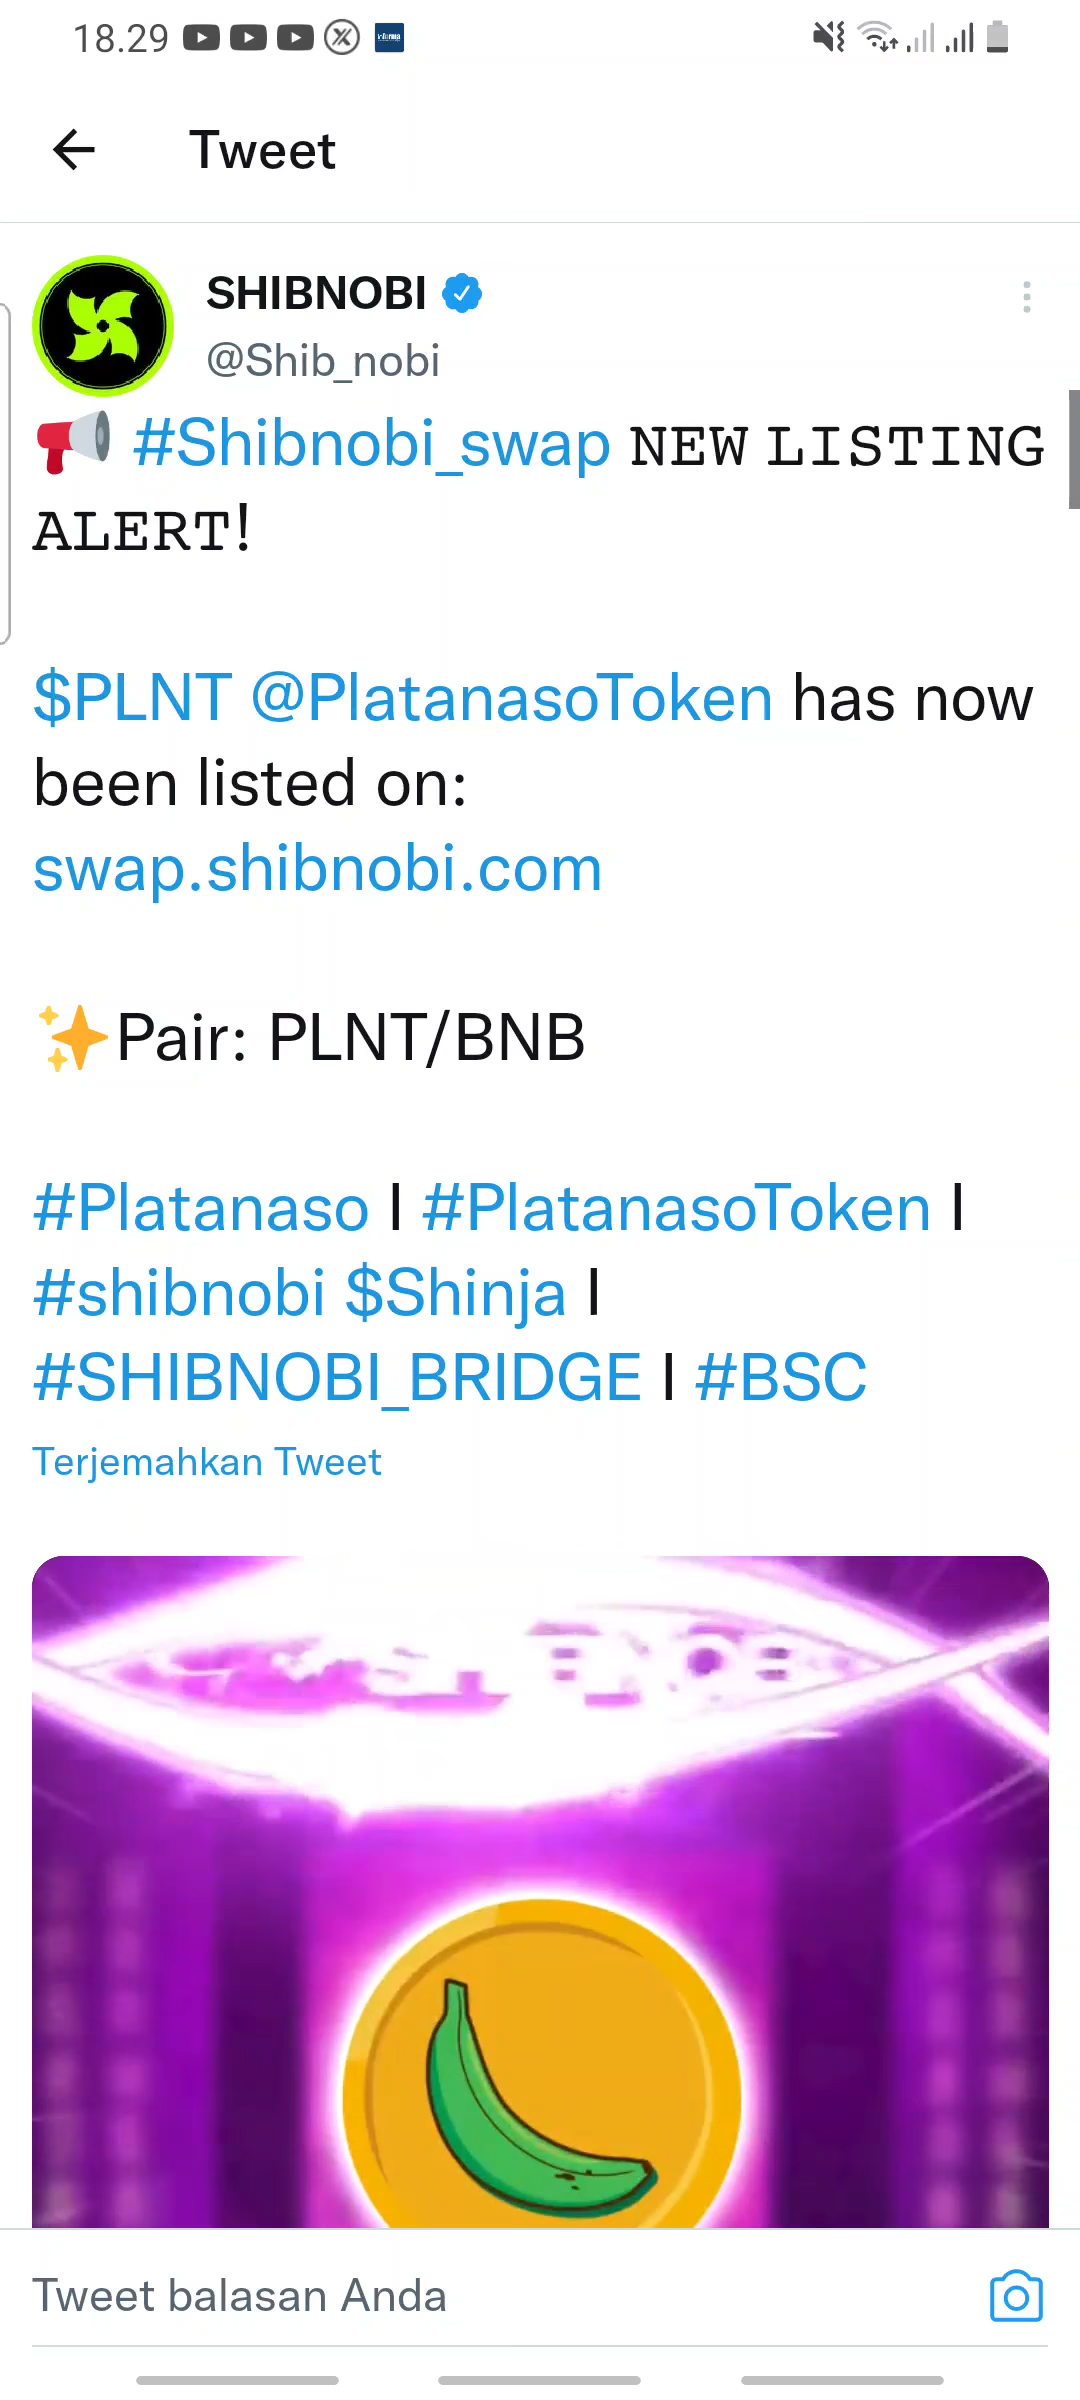 18.29
Tweet
SHIBNOBI
@Shib_nobi
📢 #Shibnobi_swap 𝙽𝙴𝚆 𝙻𝙸𝚂𝚃𝙸𝙽𝙶
𝙰𝙻𝙴𝚁𝚃!
$PLNT @PlatanasoToken has now
been listed on:
swap.shibnobi.com
✨Pair: PLNT/BNB
#Platanaso | #PlatanasoToken |
#shibnobi $Shinja |
#SHIBNOBI_BRIDGE | #BSC
Terjemahkan Tweet
Tweet balasan Anda